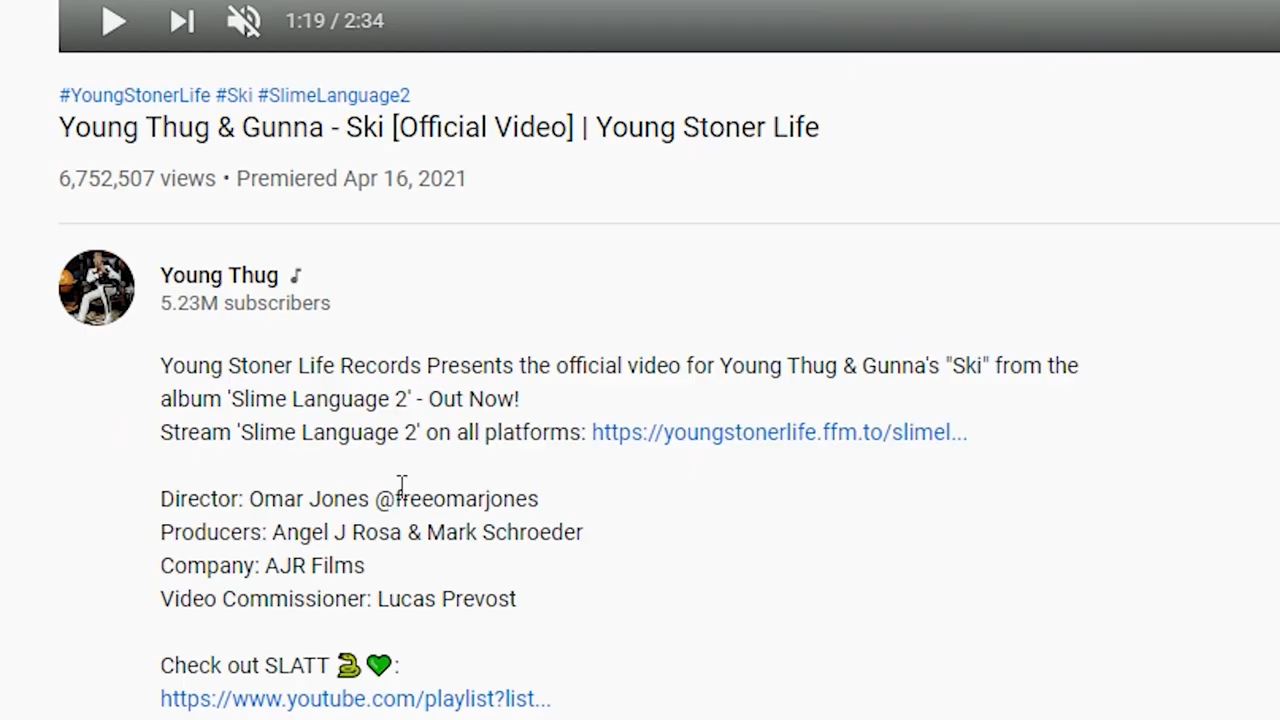 1:19 / 2:34
#YoungStonerLife #Ski #SlimeLanguage2
Young Thug & Gunna - Ski [Official Video] | Young Stoner Life
6,752,507 views • Premiered Apr 16, 2021
Young Thug
5.23M subscribers
Young Stoner Life Records Presents the official video for Young Thug & Gunna's "Ski" from the
album 'Slime Language 2' - Out Now!
Stream 'Slime Language 2' on all platforms: https://youngstonerlife.ffm.to/slimel...
Director: Omar Jones @freeomarjones
Producers: Angel J Rosa & Mark Schroeder
Company: AJR Films
Video Commissioner: Lucas Prevost
Check out SLATT 🐍💚:
https://www.youtube.com/playlist?list...